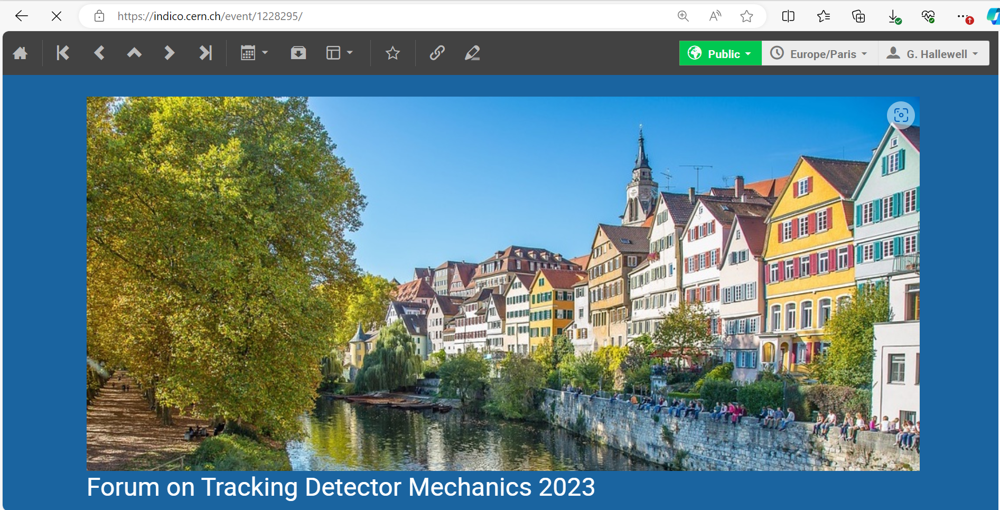 https://indico.cern.ch/event/1228295/
Public
Europe/Paris
G. Hallewell
Forum on Tracking Detector Mechanics 2023